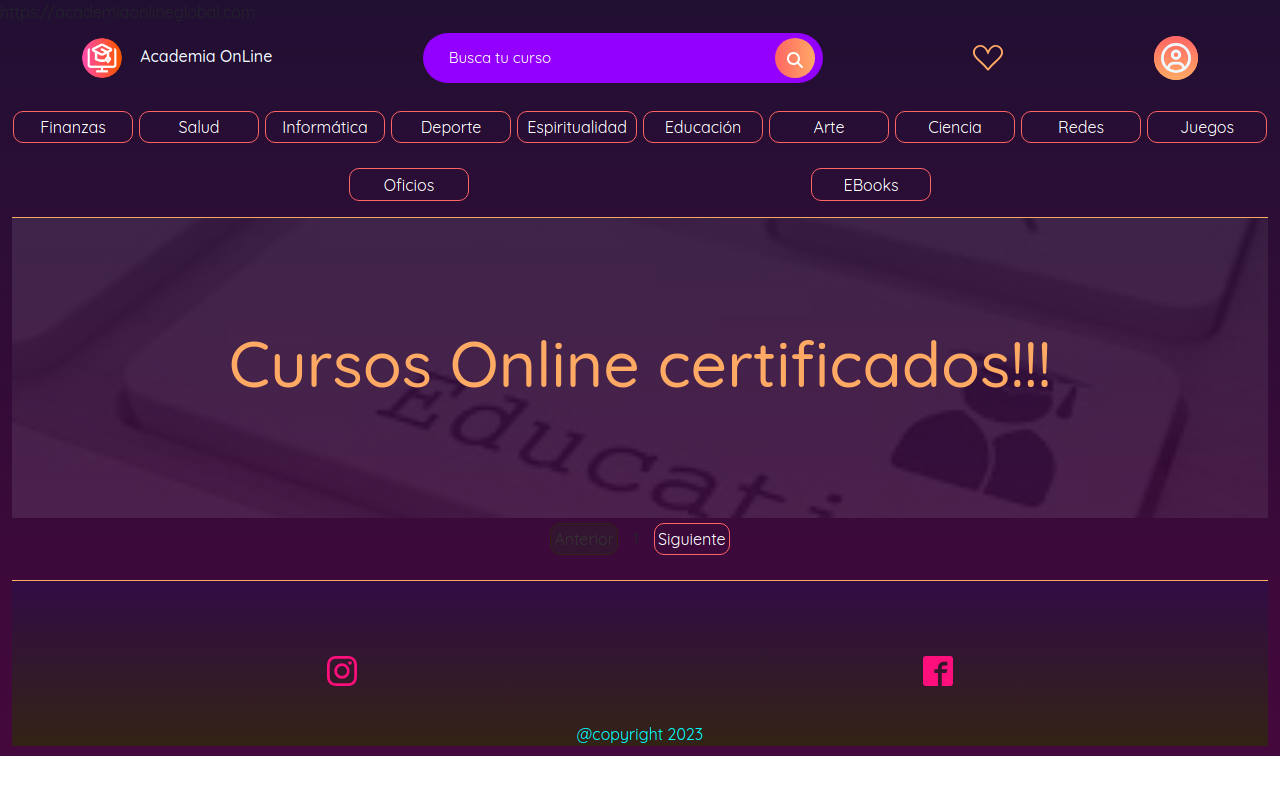 https://academiaonlineglobal.com
Academia OnLine
Busca tu curso
Finanzas
Salud
Informática
Deporte
Espiritualidad
Educación
Arte
Ciencia
Redes
Juegos
Oficios
EBooks
Cursos Online certificados!!!
Educati
Anterior
1
Siguiente
@copyright 2023